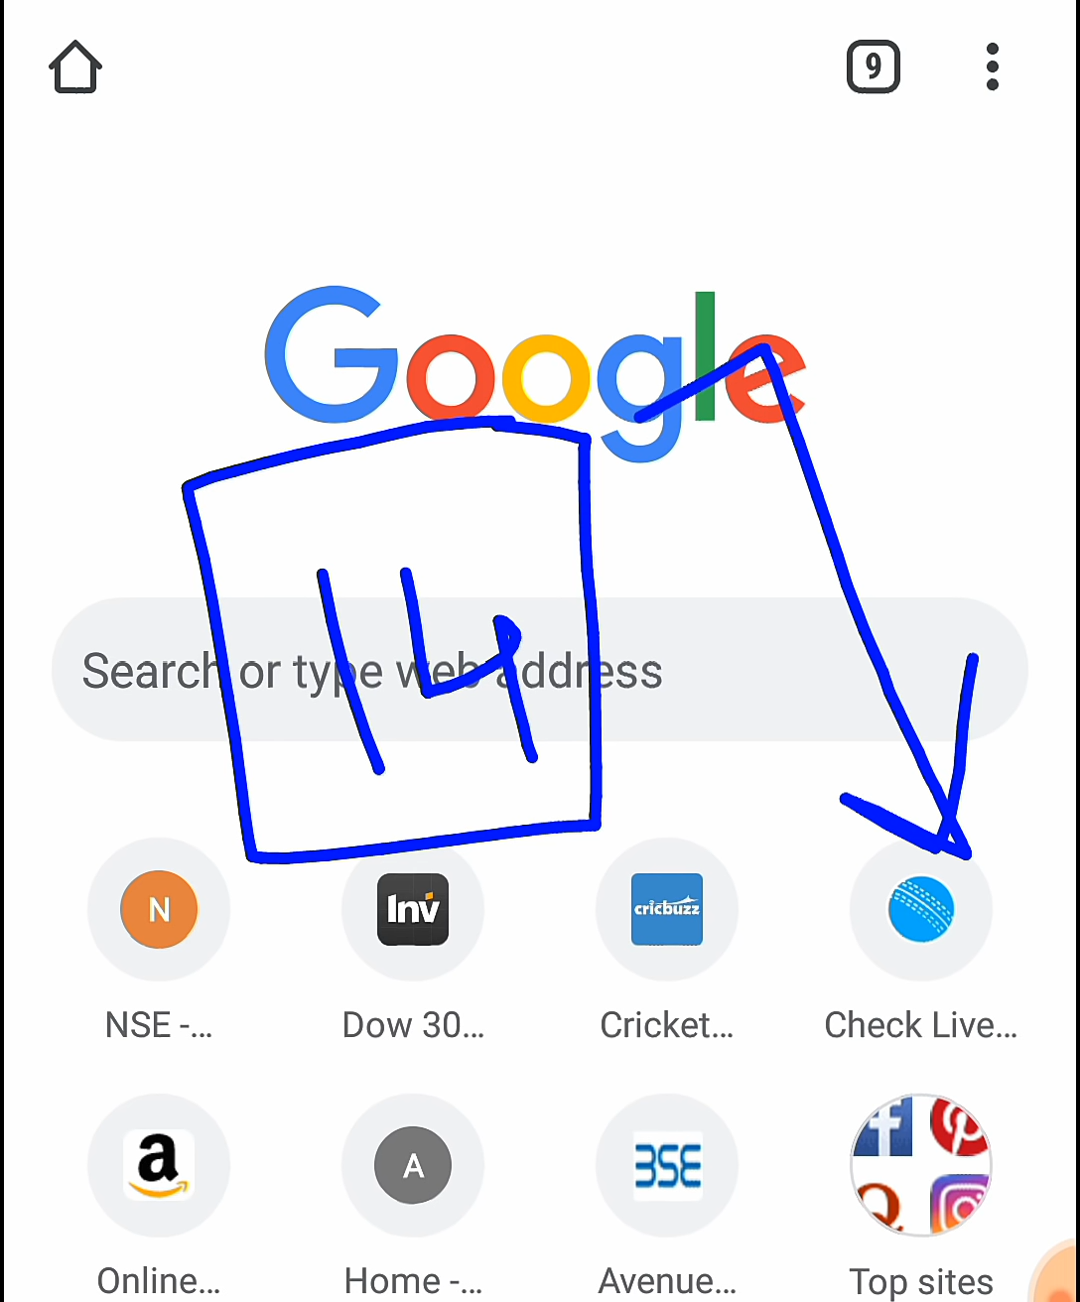 9
Google
14
Search or type web address
N
Inv
cricbuzz
NSE -...
Dow 30...
Cricket...
Check Live...
a
A
BSE
f
Online...
Home -...
Avenue...
Top sites